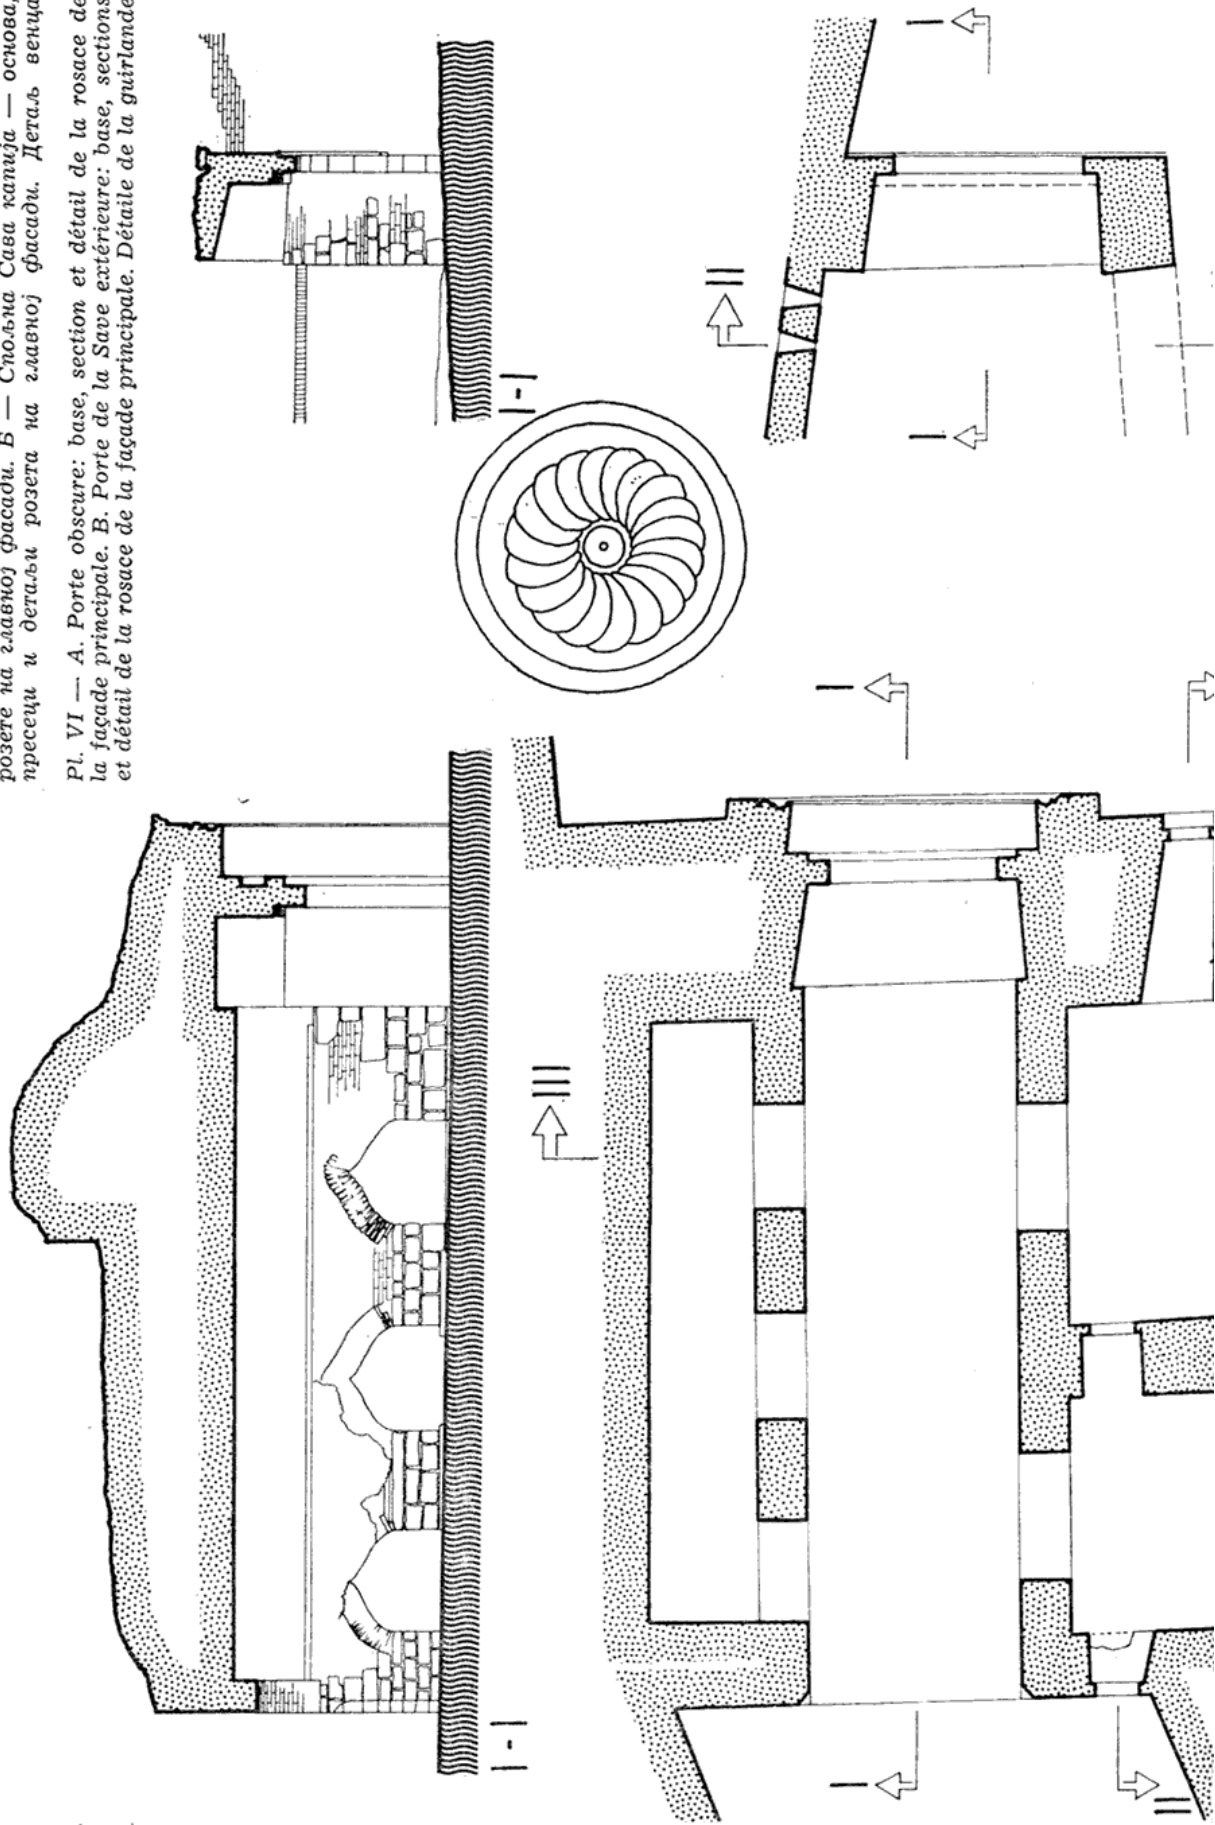 розете на главној фасади. Б — Спољна Сава капија — основа,
пресеци и детаљи розета на главној фасади. Детаљ венца
Pl. VI — A. Porte obscure: base, section et détail de la rosace de
la façade principale. B. Porte de la Save extérieure: base, sections
et détail de la rosace de la façade principale. Détaile de la guirlande
I-I
I
II
I
I
III
I-I
I
II